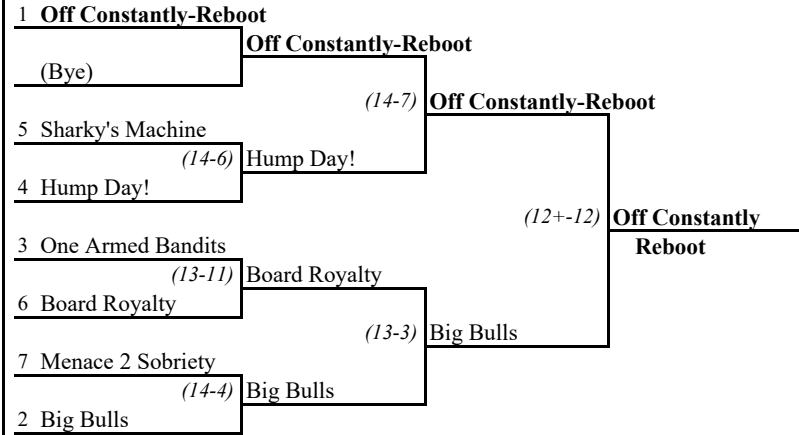 1 Off Constantly-Reboot
Off Constantly-Reboot
(Bye)
(14-7) Off Constantly-Reboot
5 Sharky's Machine
(14-6) Hump Day!
4 Hump Day!
(12+-12) Off Constantly
Reboot
3 One Armed Bandits
(13-11) Board Royalty
6 Board Royalty
(13-3) Big Bulls
7 Menace 2 Sobriety
(14-4) Big Bulls
2 Big Bulls